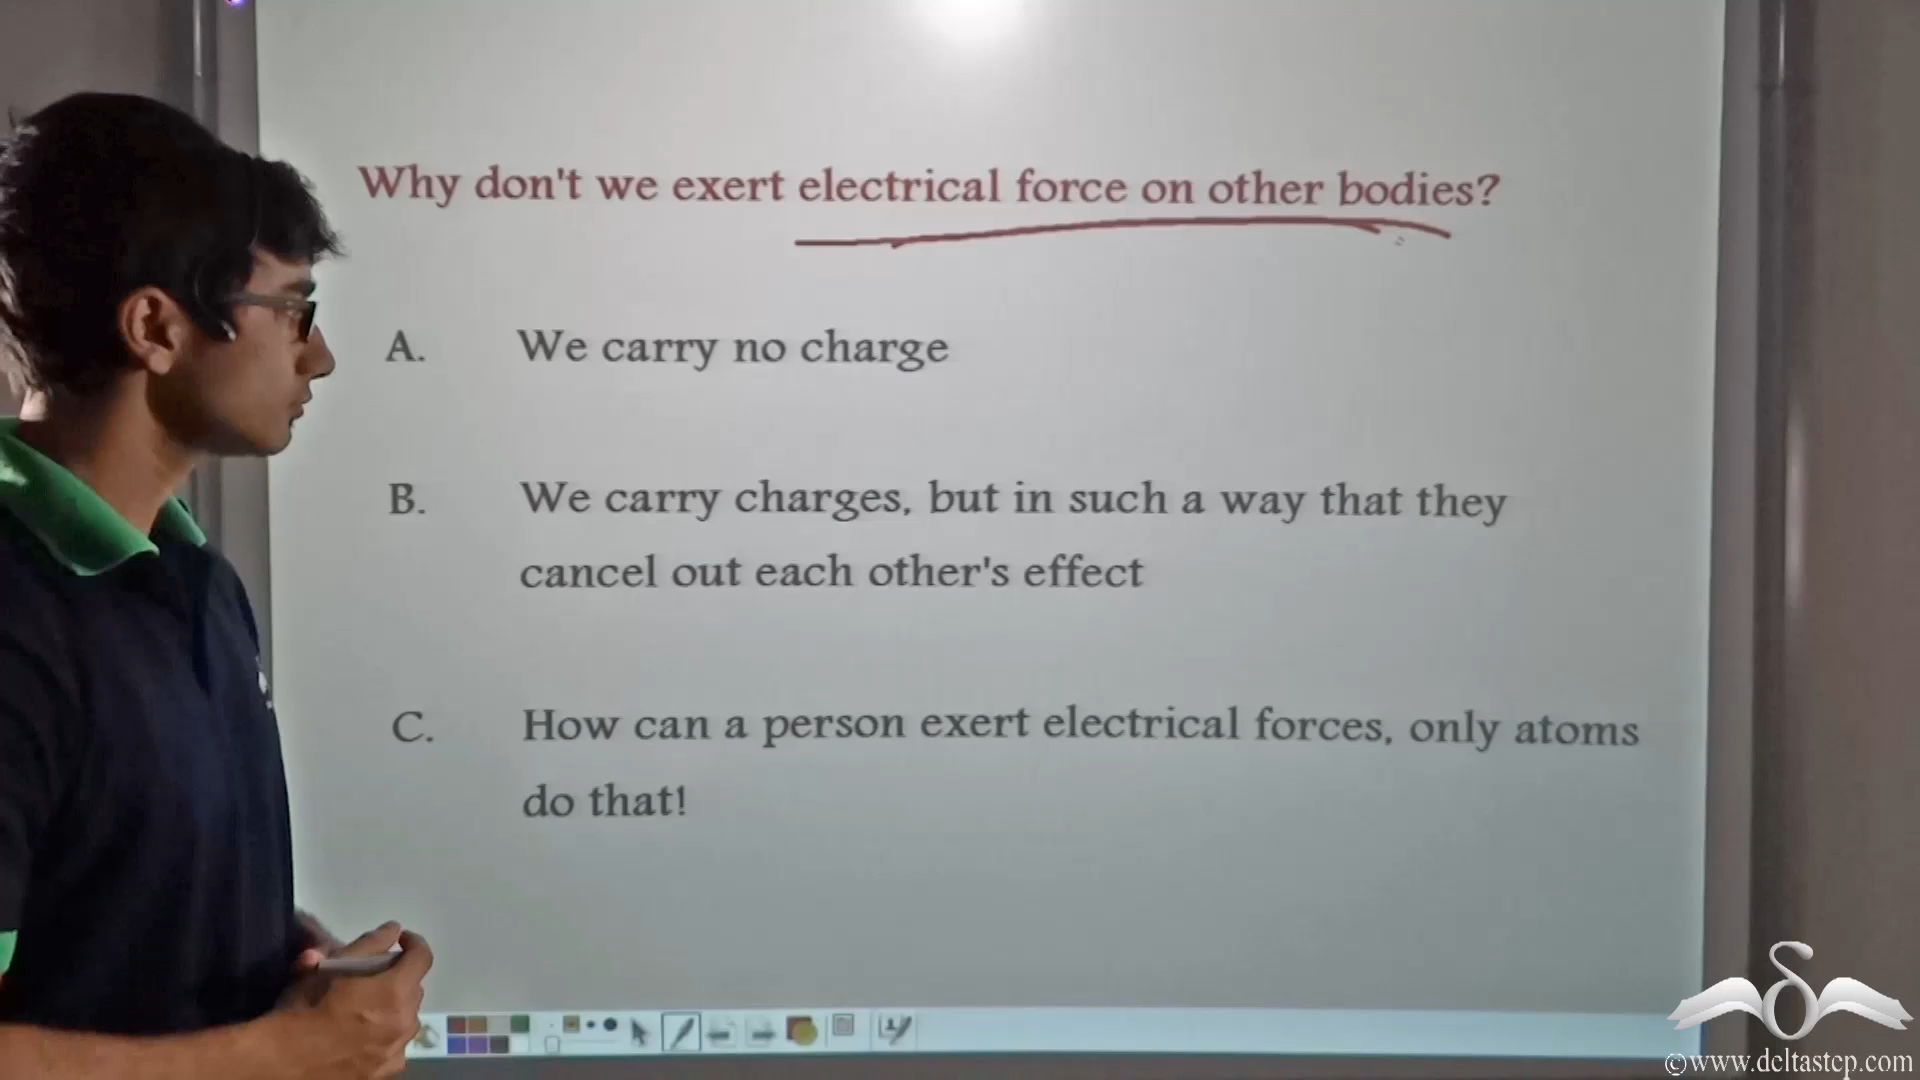 Why don't we exert electrical force on other bodies?
A. We carry no charge
B. We carry charges, but in such a way that they
cancel out each other's effect
C. How can a person exert electrical forces, only atoms
do that!
©www.deltastep.com